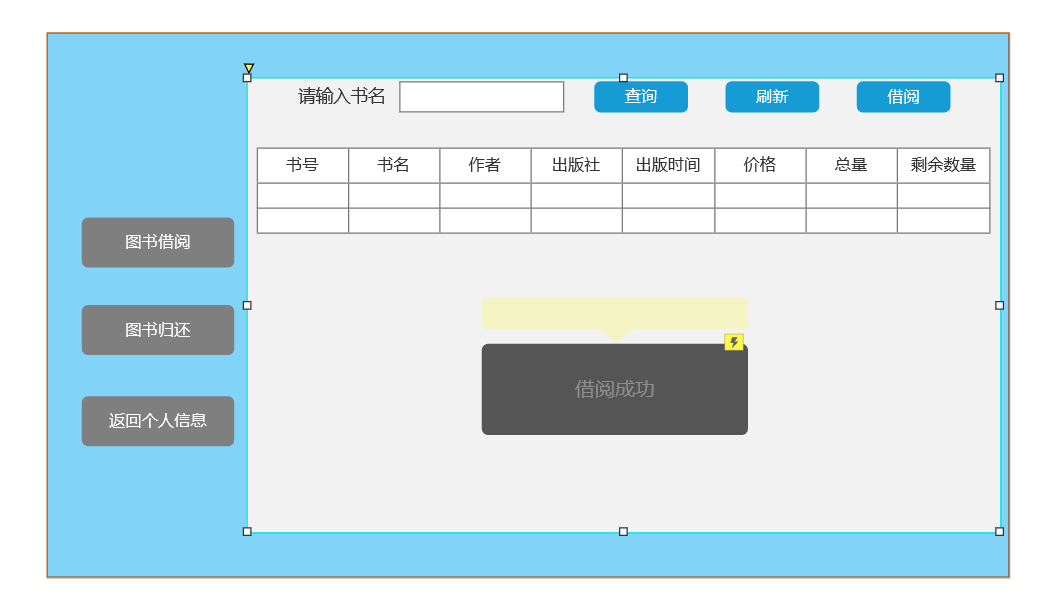 请输入书名 查询 刷新 借阅
书号 书名 作者 出版社 出版时间 价格 总量 剩余数量
图书借阅
图书归还
借阅成功
返回个人信息